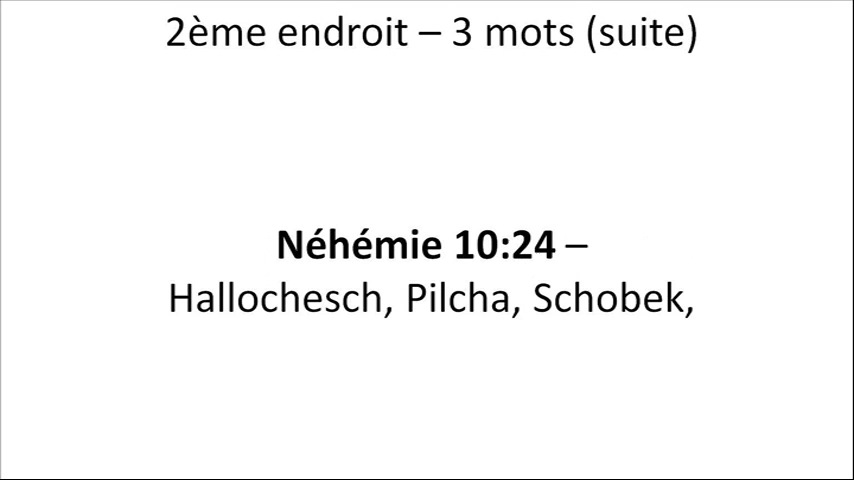 2ème endroit – 3 mots (suite)
Néhémie 10:24 –
Hallochesch, Pilcha, Schobek,